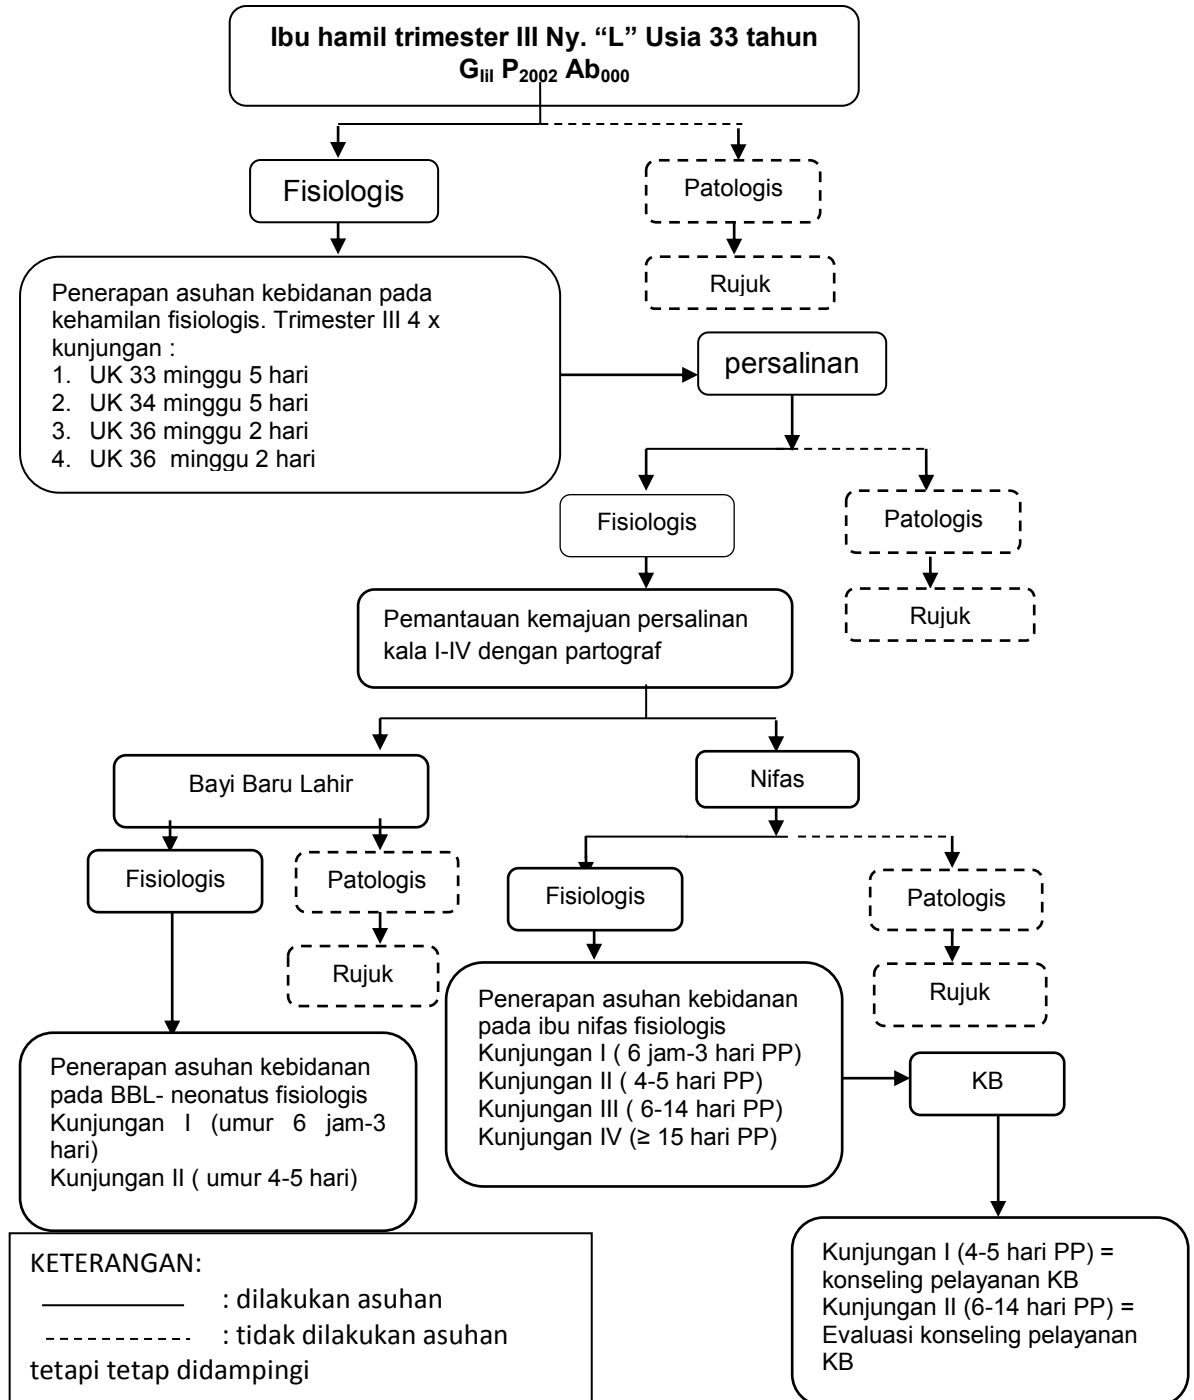 Ibu hamil trimester III Ny. “L” Usia 33 tahun
GIiI P2002 Ab000
Fisiologis
Patologis
Rujuk
Penerapan asuhan kebidanan pada
kehamilan fisiologis. Trimester III 4 x
kunjungan :
1. UK 33 minggu 5 hari
2. UK 34 minggu 5 hari
3. UK 36 minggu 2 hari
4. UK 36 minggu 2 hari
persalinan
Fisiologis
Patologis
Rujuk
Pemantauan kemajuan persalinan
kala I-IV dengan partograf
Bayi Baru Lahir
Nifas
Fisiologis
Patologis
Rujuk
Fisiologis
Patologis
Rujuk
Penerapan asuhan kebidanan
pada BBL- neonatus fisiologis
Kunjungan I (umur 6 jam-3
hari)
Kunjungan II ( umur 4-5 hari)
Penerapan asuhan kebidanan
pada ibu nifas fisiologis
Kunjungan I ( 6 jam-3 hari PP)
Kunjungan II ( 4-5 hari PP)
Kunjungan III ( 6-14 hari PP)
Kunjungan IV (≥ 15 hari PP)
KB
Kunjungan I (4-5 hari PP) =
konseling pelayanan KB
Kunjungan II (6-14 hari PP) =
Evaluasi konseling pelayanan
KB
KETERANGAN:
: dilakukan asuhan
: tidak dilakukan asuhan
tetapi tetap didampingi